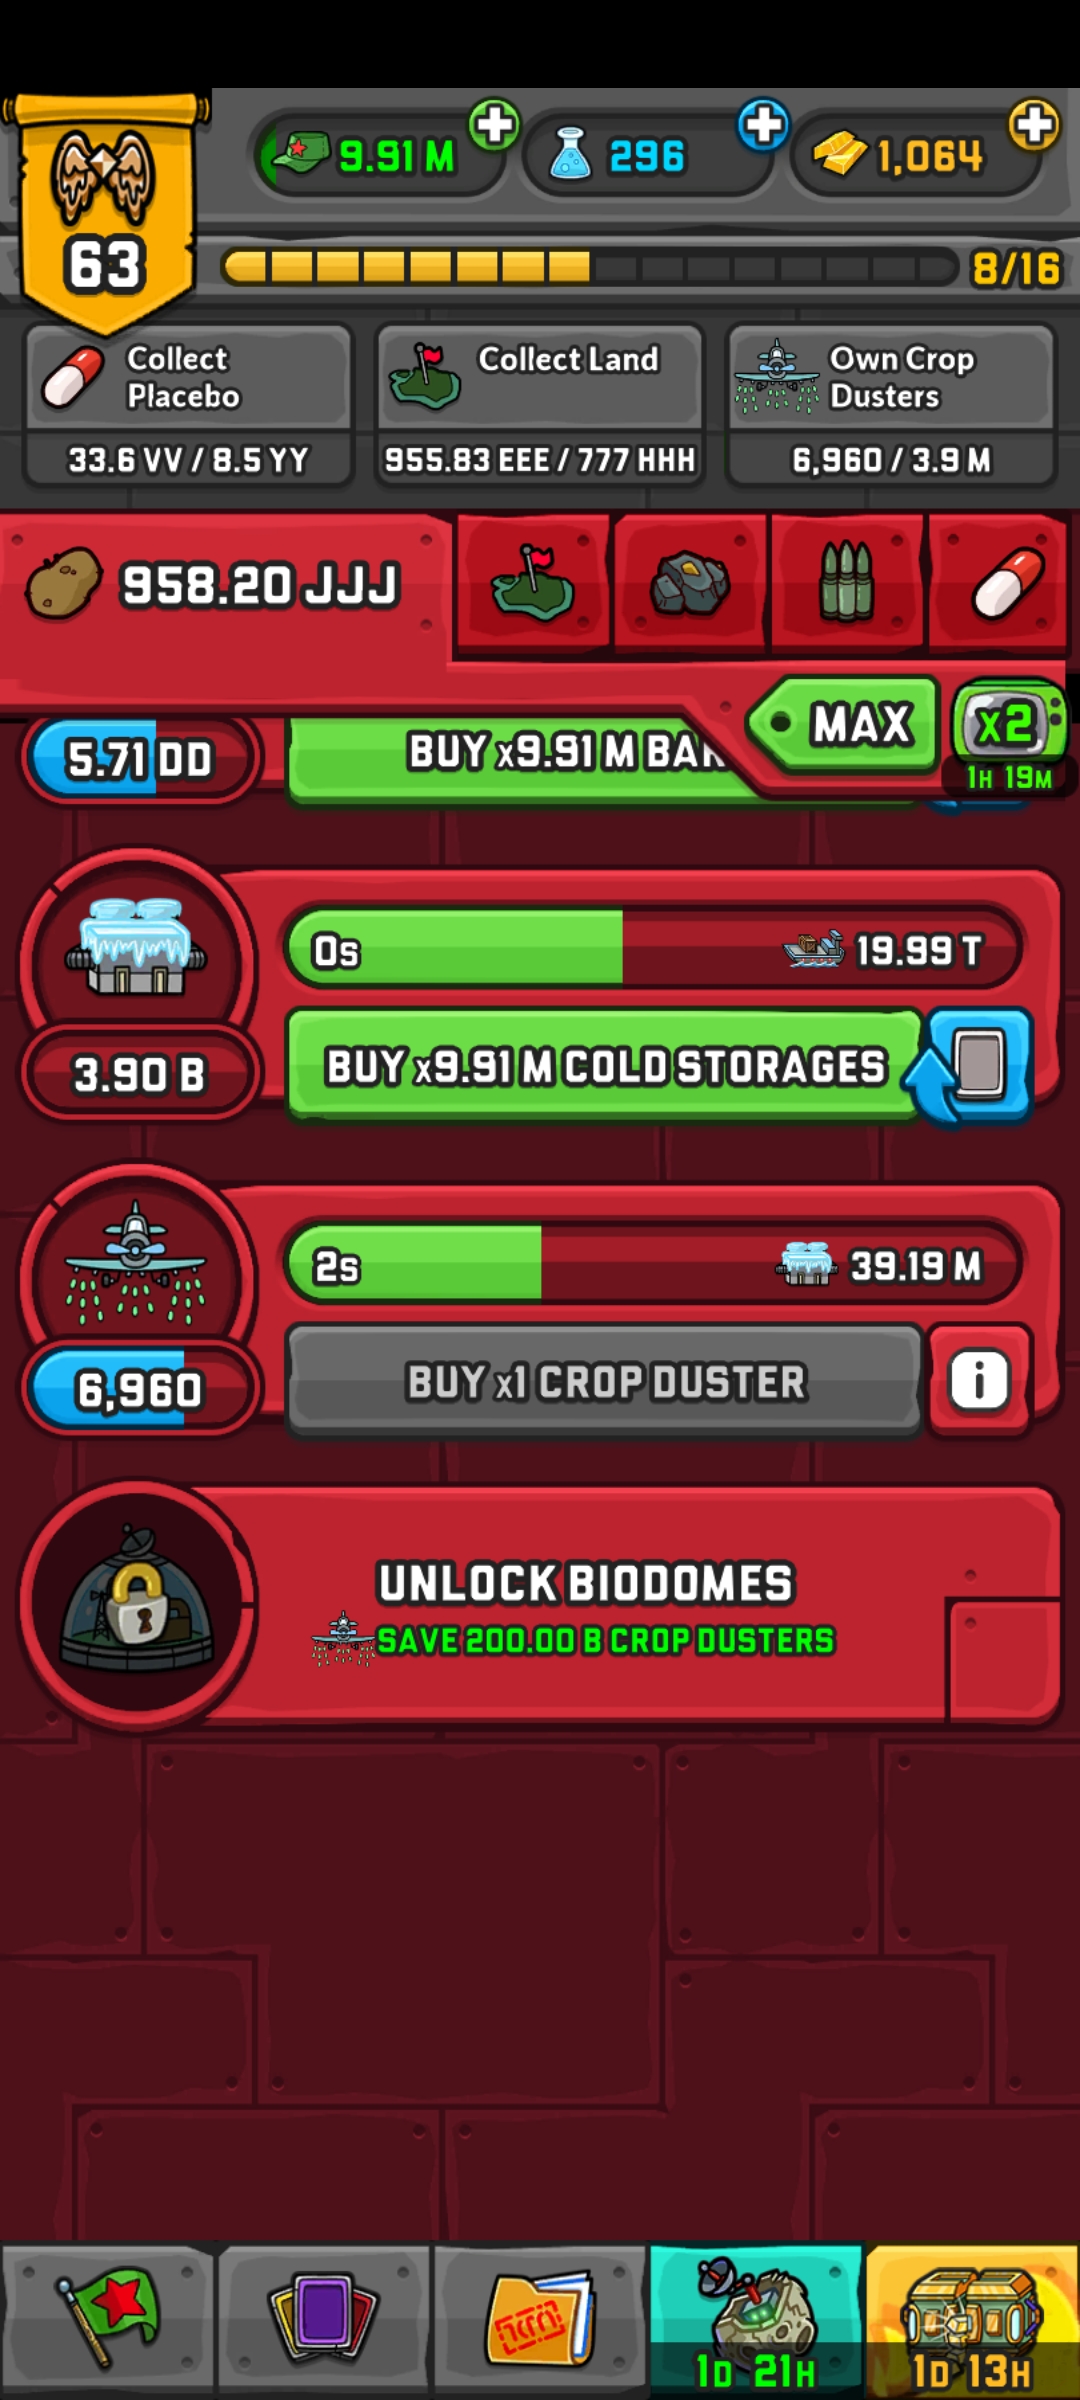 9.91 M
296
1,064
63
8/16
Collect
Placebo
33.6 VV / 8.5 YY
Collect Land
955.83 EEE / 777 HHH
Own Crop
Dusters
6,960 / 3.9 M
958.20 JJJ
MAX
X2
1H 19M
5.71 DD
BUY x9.91 M BAR
0s
19.99 T
3.90 B
BUY x9.91 M COLD STORAGES
2s
39.19 M
6,960
BUY x1 CROP DUSTER
i
UNLOCK BIODOMES
SAVE 200.00 B CROP DUSTERS
1D 21H
1D 13H